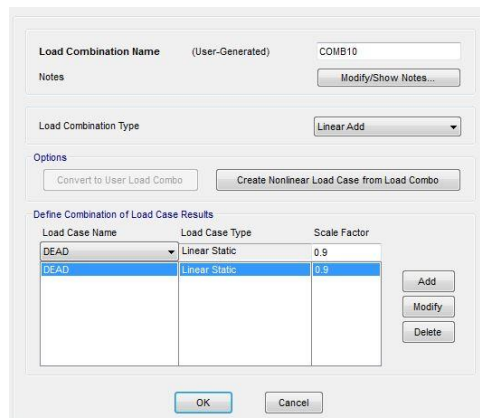 Load Combination Name (User-Generated) COMB10
Notes Modify/Show Notes...
Load Combination Type Linear Add
Options
Convert to User Load Combo Create Nonlinear Load Case from Load Combo
Define Combination of Load Case Results
Load Case Name Load Case Type Scale Factor
DEAD Linear Static 0.9
DEAD Linear Static 0.9
Add
Modify
Delete
OK Cancel